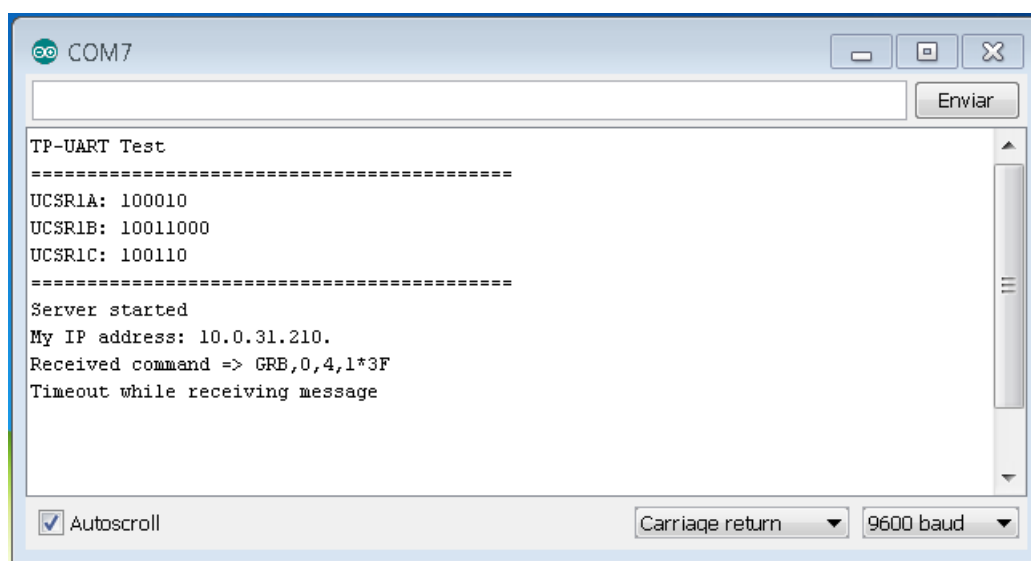 COM7
Enviar
TP-UART Test
===========================================
UCSR1A: 100010
UCSR1B: 10011000
UCSR1C: 100110
===========================================
Server started
My IP address: 10.0.31.210.
Received command => GRB,0,4,1*3F
Timeout while receiving message
Autoscroll
Carriage return
9600 baud